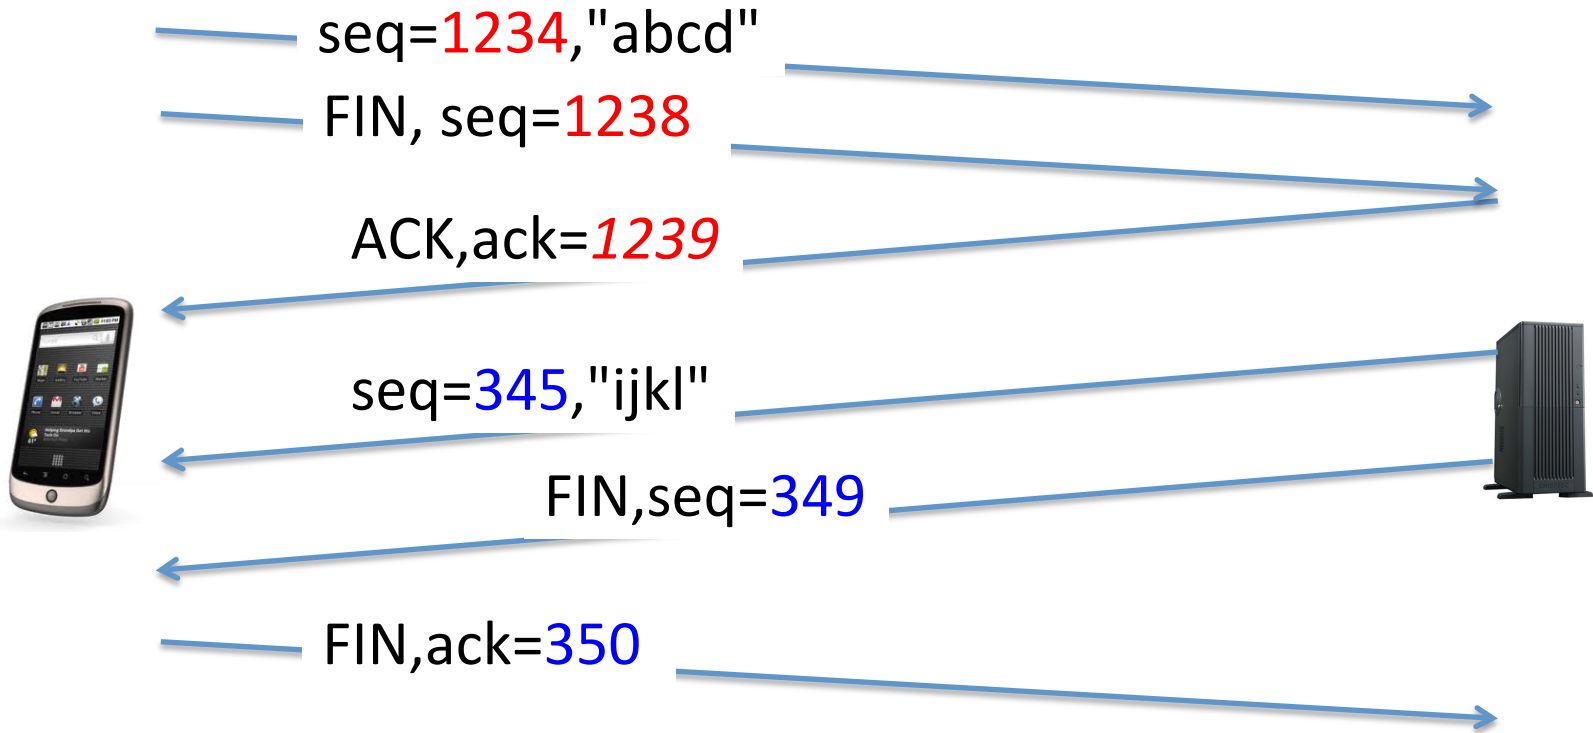 seq=1234,"abcd"
FIN, seq=1238
ACK,ack=1239
seq=345,"ijkl"
FIN,seq=349
FIN,ack=350